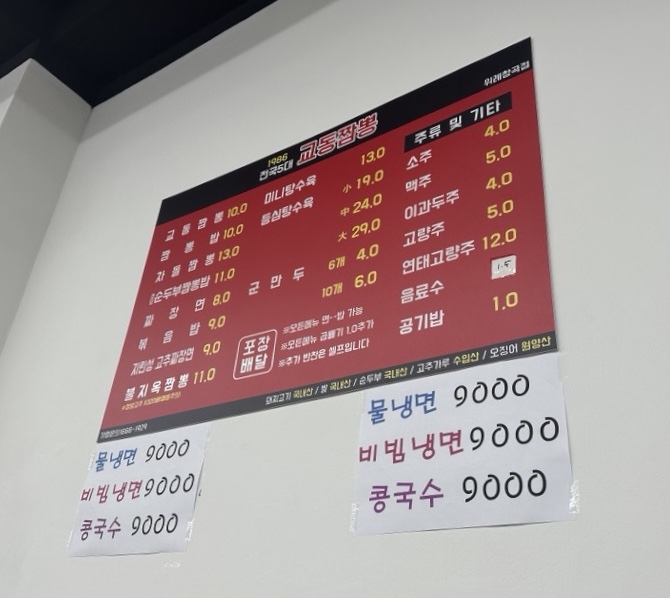 위례창곡점
1986
전국5대 교동짬뽕
교동짬뽕 10.0
짬뽕밥 10.0
차돌짬뽕 13.0
순두부짬뽕밥 11.0
짜장면 8.0
볶음밥 9.0
지린성 고추짜장면 9.0
불지옥짬뽕 11.0
미니탕수육 13.0
등심탕수육 小 19.0
中 24.0
大 29.0
군만두 6개 4.0
10개 6.0
포장
배달
※모든메뉴 면↔밥 가능
※모든메뉴 곱빼기 1.0추가
※추가 반찬은 셀프입니다
주류 및 기타
소주 4.0
맥주 5.0
이과두주 4.0
고량주 5.0
연태고량주 12.0
음료수 1.5
공기밥 1.0
돼지고기 국내산 / 쌀 국내산 / 순두부 국내산 / 고추가루 수입산 / 오징어 원양산
물냉면 9000
비빔냉면 9000
콩국수 9000
물냉면 9000
비빔냉면 9000
콩국수 9000